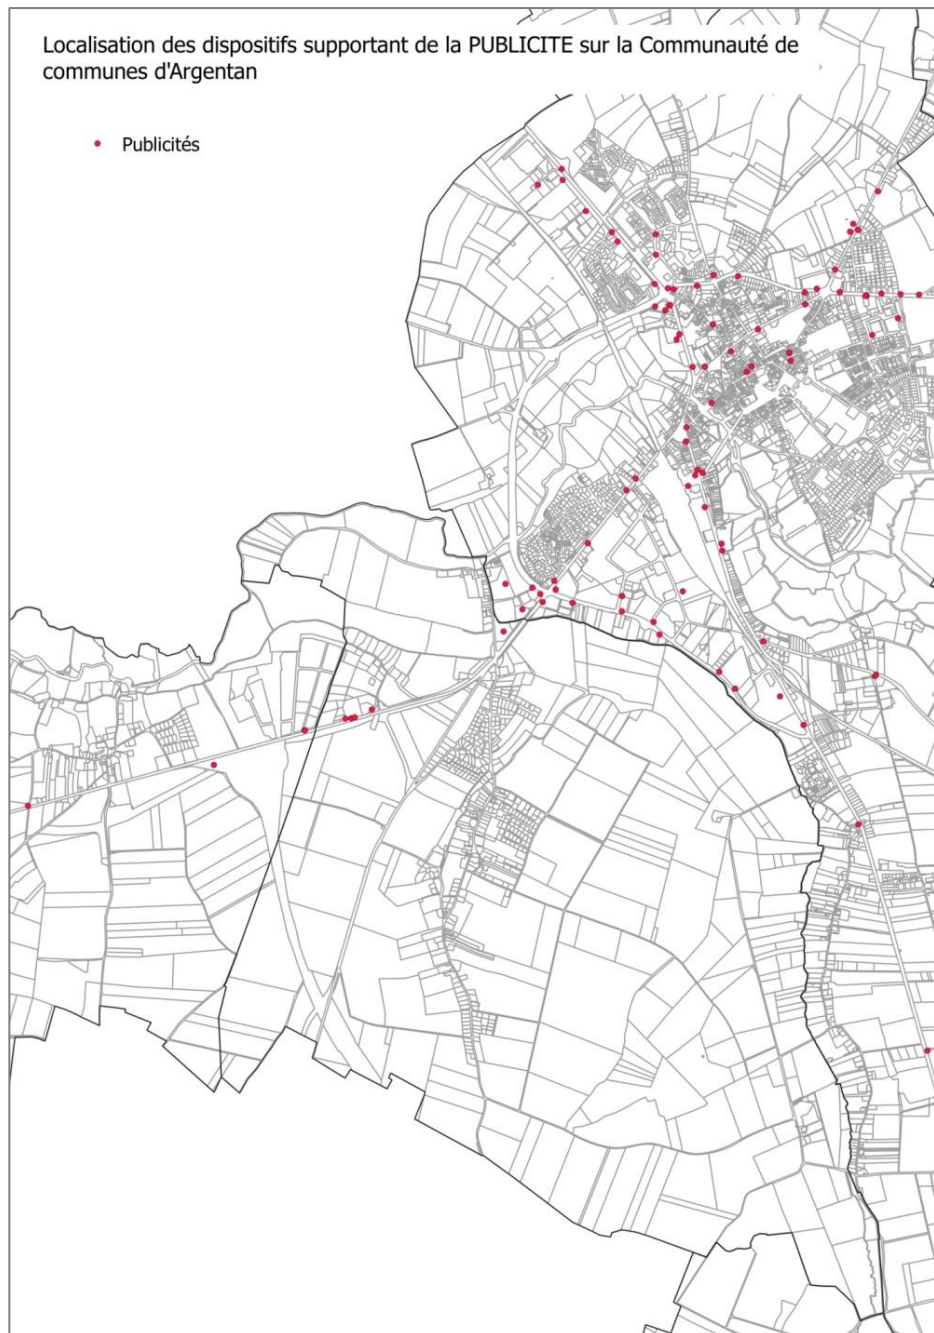 Localisation des dispositifs supportant de la PUBLICITE sur la Communauté de
communes d'Argentan
Publicités